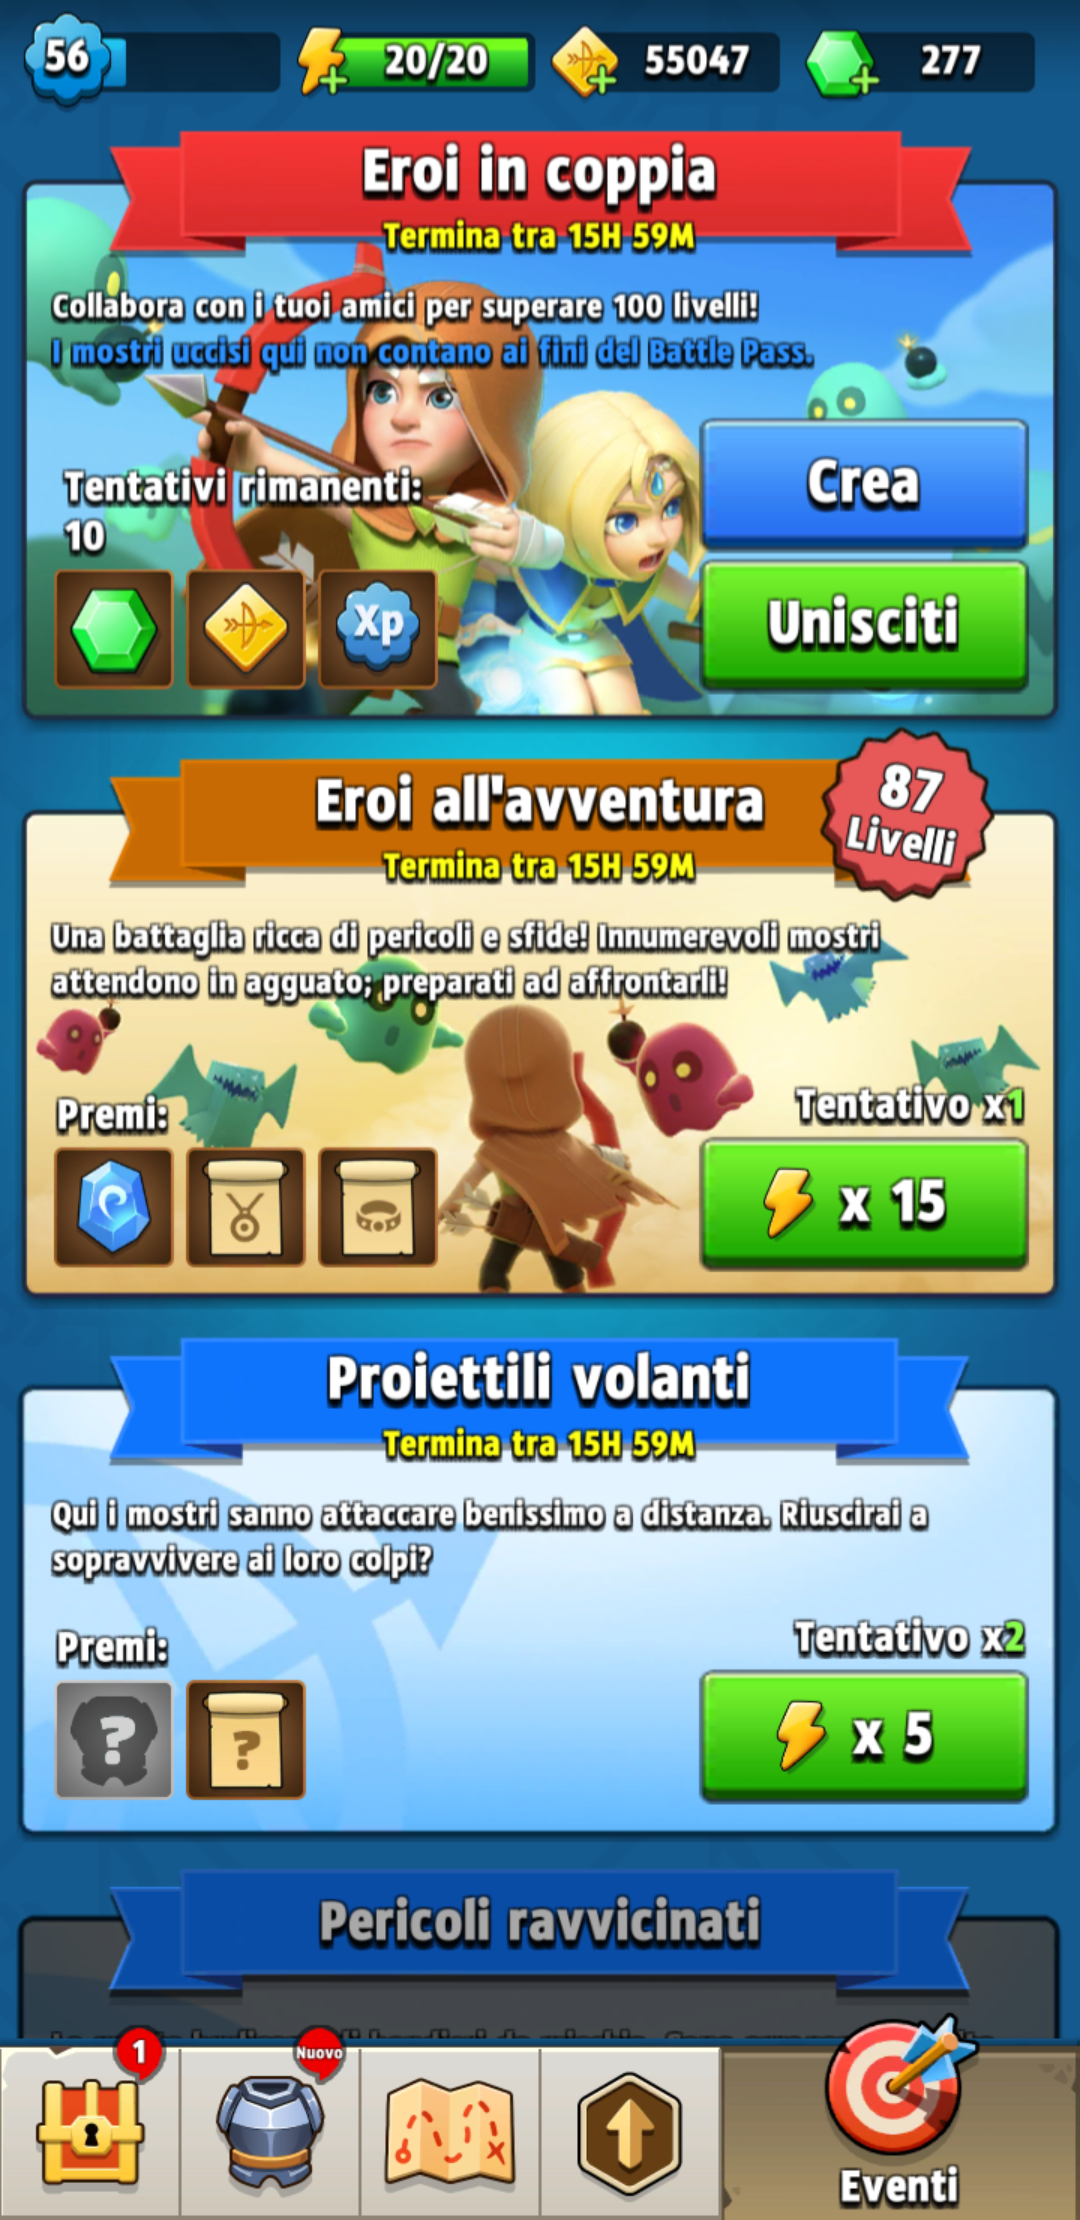 56
20/20
55047
277
Eroi in coppia
Termina tra 15H 59M
Collabora con i tuoi amici per superare 100 livelli!
I mostri uccisi qui non contano ai fini del Battle Pass.
Tentativi rimanenti:
10
Crea
Xp
Unisciti
Eroi all'avventura
87
Livelli
Termina tra 15H 59M
Una battaglia ricca di pericoli e sfide! Innumerevoli mostri
attendono in agguato; preparati ad affrontarli!
Premi:
Tentativo x1
x 15
Proiettili volanti
Termina tra 15H 59M
Qui i mostri sanno attaccare benissimo a distanza. Riuscirai a
sopravvivere ai loro colpi?
Premi:
Tentativo x2
?
?
x 5
Pericoli ravvicinati
1
Nuovo
Eventi